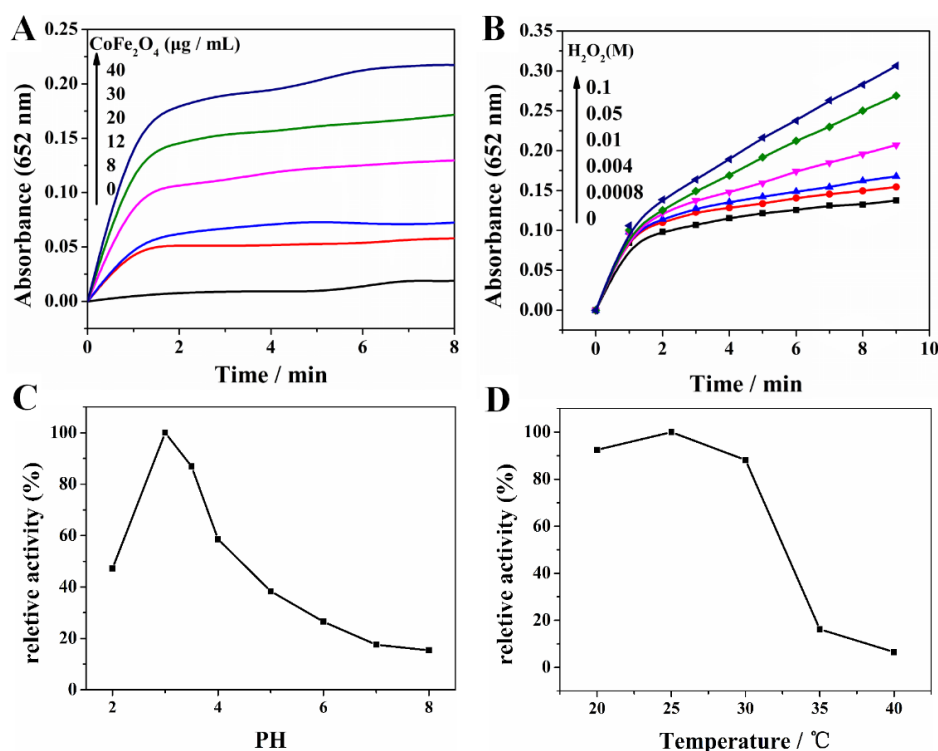 A
CoFe₂O₄ (μg / mL)
40
30
20
12
8
0
0.25
0.20
0.15
0.10
0.05
0.00
Absorbance (652 nm)
0 2 4 6 8
Time / min
B
H₂O₂(M)
0.1
0.05
0.01
0.004
0.0008
0
0.35
0.30
0.25
0.20
0.15
0.10
0.05
0.00
Absorbance (652 nm)
0 2 4 6 8 10
Time / min
C
100
80
60
40
20
0
reletive activity (%)
2 4 6 8
PH
D
100
80
60
40
20
0
reletive activity (%)
20 25 30 35 40
Temperature / ℃